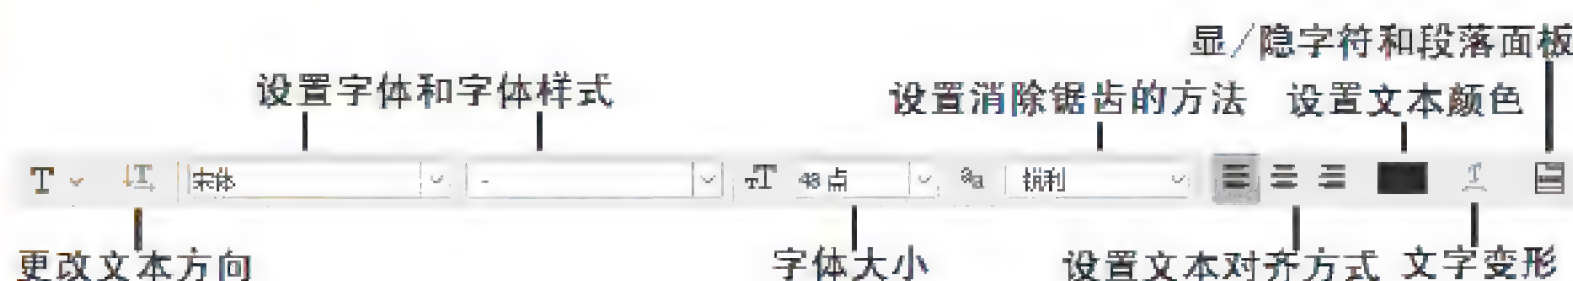 显/隐字符和段落面板
设置字体和字体样式
设置消除锯齿的方法
设置文本颜色
T
宋体
-
48 点
aa
锐利
更改文本方向
字体大小
设置文本对齐方式
文字变形